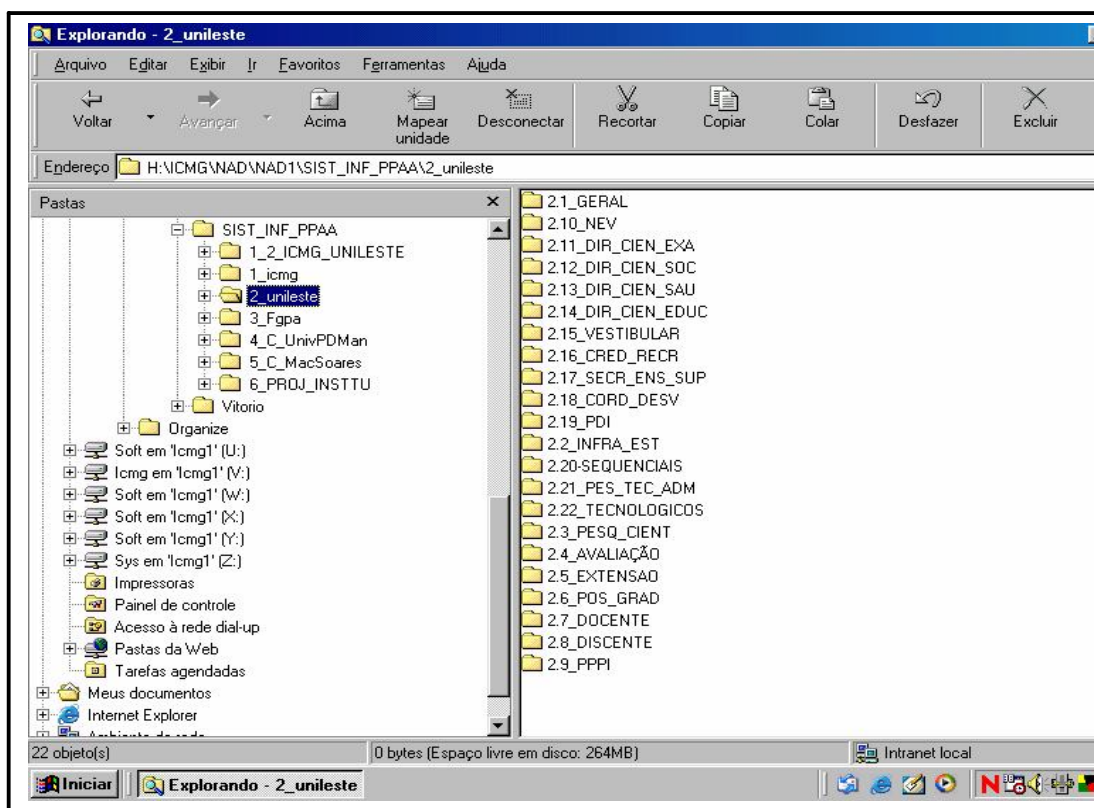 Explorando - 2_unileste
Arquivo Editar Exibir Ir Favoritos Ferramentas Ajuda
Voltar Avançar Acima Mapear unidade Desconectar Recortar Copiar Colar Desfazer Excluir
Endereço H:\ICMG\NAD\NAD1\SIST_INF_PPAA\2_unileste
Pastas
SIST_INF_PPAA
1_2_ICMG_UNILESTE
1_icmg
2_unileste
3_Fgpa
4_C_UnivPDMan
5_C_MacSoares
6_PROJ_INSTTU
Vitorio
Organize
Soft em 'Icmg1' (U:)
Icmg em 'Icmg1' (V:)
Soft em 'Icmg1' (W:)
Soft em 'Icmg1' (X:)
Soft em 'Icmg1' (Y:)
Sys em 'Icmg1' (Z:)
Impressoras
Painel de controle
Acesso à rede dial-up
Pastas da Web
Tarefas agendadas
Meus documentos
Internet Explorer
2.1_GERAL
2.10_NEV
2.11_DIR_CIEN_EXA
2.12_DIR_CIEN_SOC
2.13_DIR_CIEN_SAU
2.14_DIR_CIEN_EDUC
2.15_VESTIBULAR
2.16_CRED_RECR
2.17_SECR_ENS_SUP
2.18_CORD_DESV
2.19_PDI
2.2_INFRA_EST
2.20-SEQUENCIAIS
2.21_PES_TEC_ADM
2.22_TECNOLOGICOS
2.3_PESQ_CIENT
2.4_AVALIAÇÃO
2.5_EXTENSAO
2.6_POS_GRAD
2.7_DOCENTE
2.8_DISCENTE
2.9_PPPI
22 objeto(s) 0 bytes (Espaço livre em disco: 264MB) Intranet local
Iniciar Explorando - 2_unileste